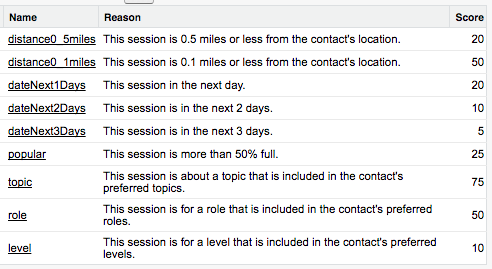 Name Reason Score
distance0_5miles This session is 0.5 miles or less from the contact's location. 20
distance0_1miles This session is 0.1 miles or less from the contact's location. 50
dateNext1Days This session in the next day. 20
dateNext2Days This session is in the next 2 days. 10
dateNext3Days This session is in the next 3 days. 5
popular This session is more than 50% full. 25
topic This session is about a topic that is included in the contact's preferred topics. 75
role This session is for a role that is included in the contact's preferred roles. 50
level This session is for a level that is included in the contact's preferred levels. 10